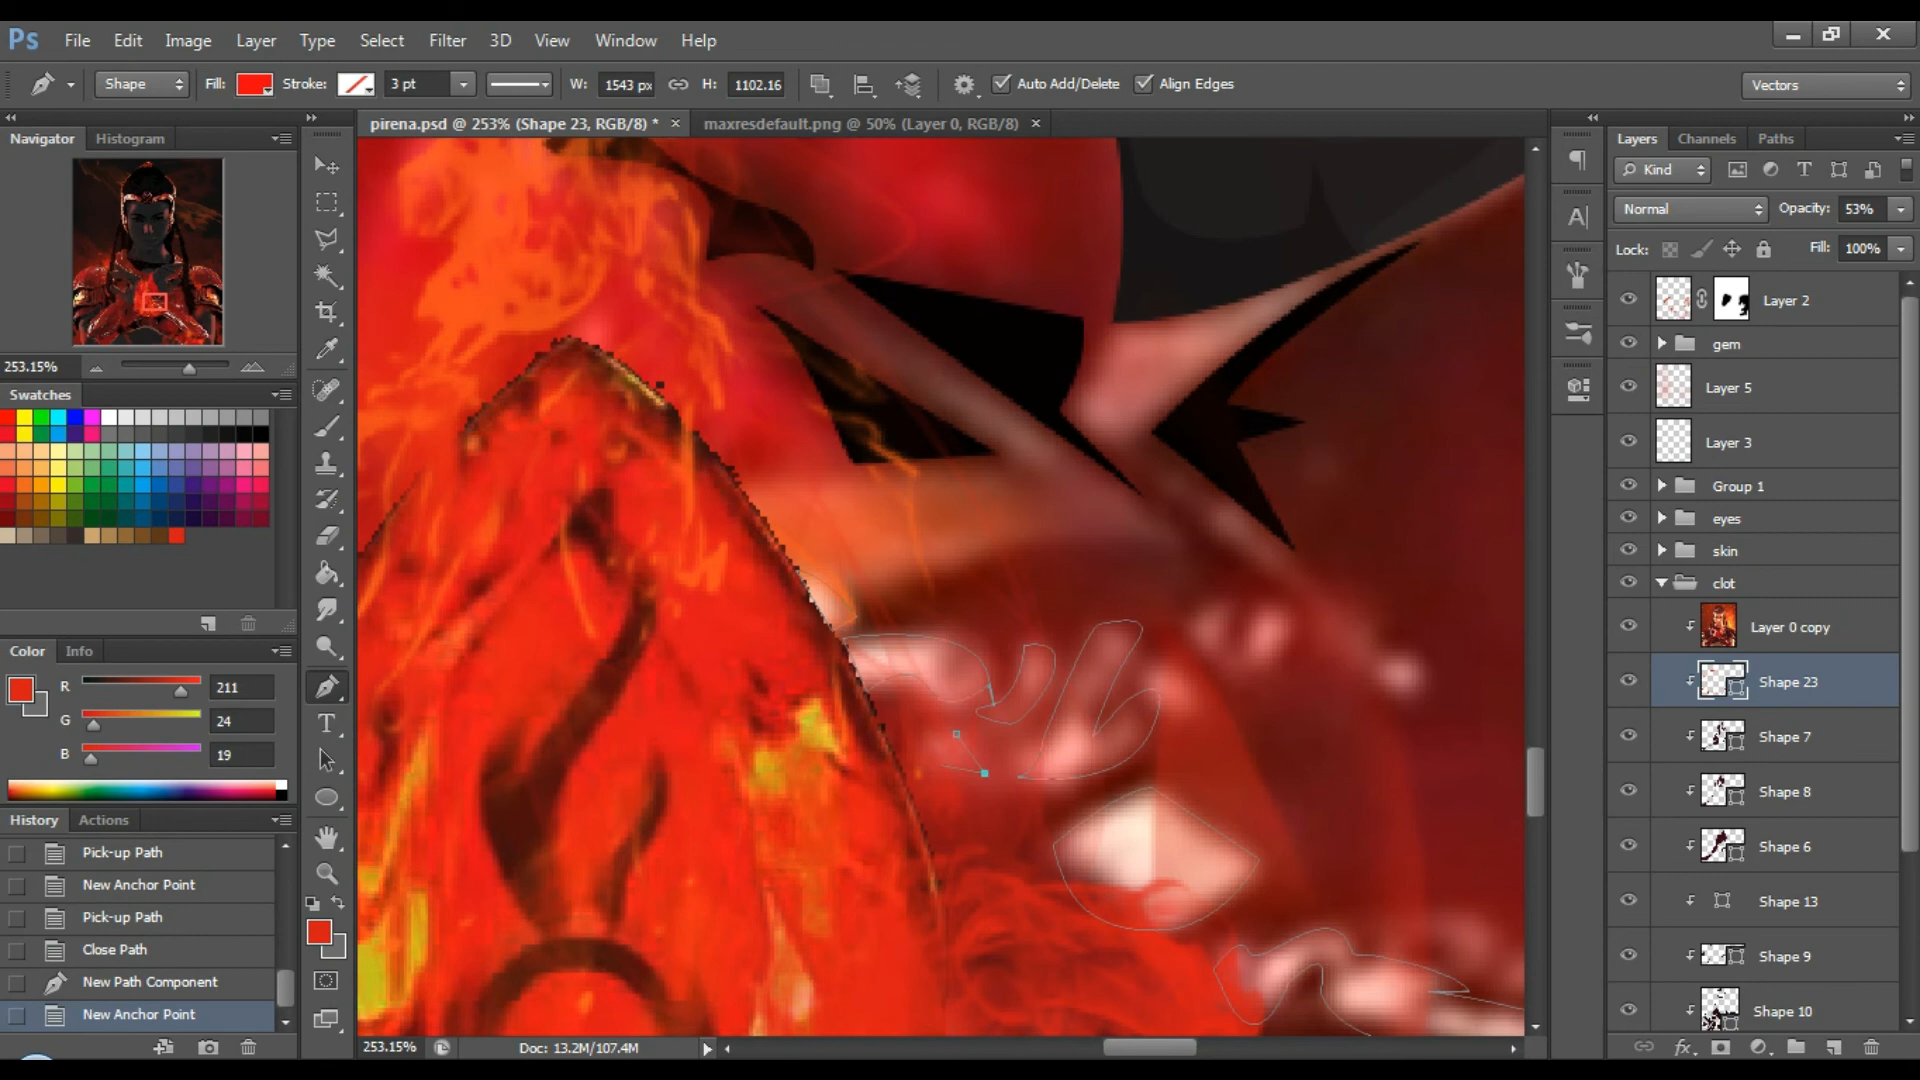 Ps File Edit Image Layer Type Select Filter 3D View Window Help
Shape Fill: Stroke: 3 pt W: 1543 px H: 1102.16 Auto Add/Delete Align Edges Vectors
Navigator Histogram
pirena.psd @ 253% (Shape 23, RGB/8) * × maxresdefault.png @ 50% (Layer 0, RGB/8) ×
Layers Channels Paths
Kind
Normal Opacity: 53%
Lock: Fill: 100%
Layer 2
gem
253.15%
Layer 5
Swatches
Layer 3
Group 1
eyes
skin
clot
Layer 0 copy
Color Info
R 211
Shape 23
G 24
Shape 7
B 19
Shape 8
History Actions
Shape 6
Pick-up Path
New Anchor Point
Shape 13
Pick-up Path
Close Path
Shape 9
New Path Component
New Anchor Point
Shape 10
253.15% Doc: 13.2M/107.4M
fx